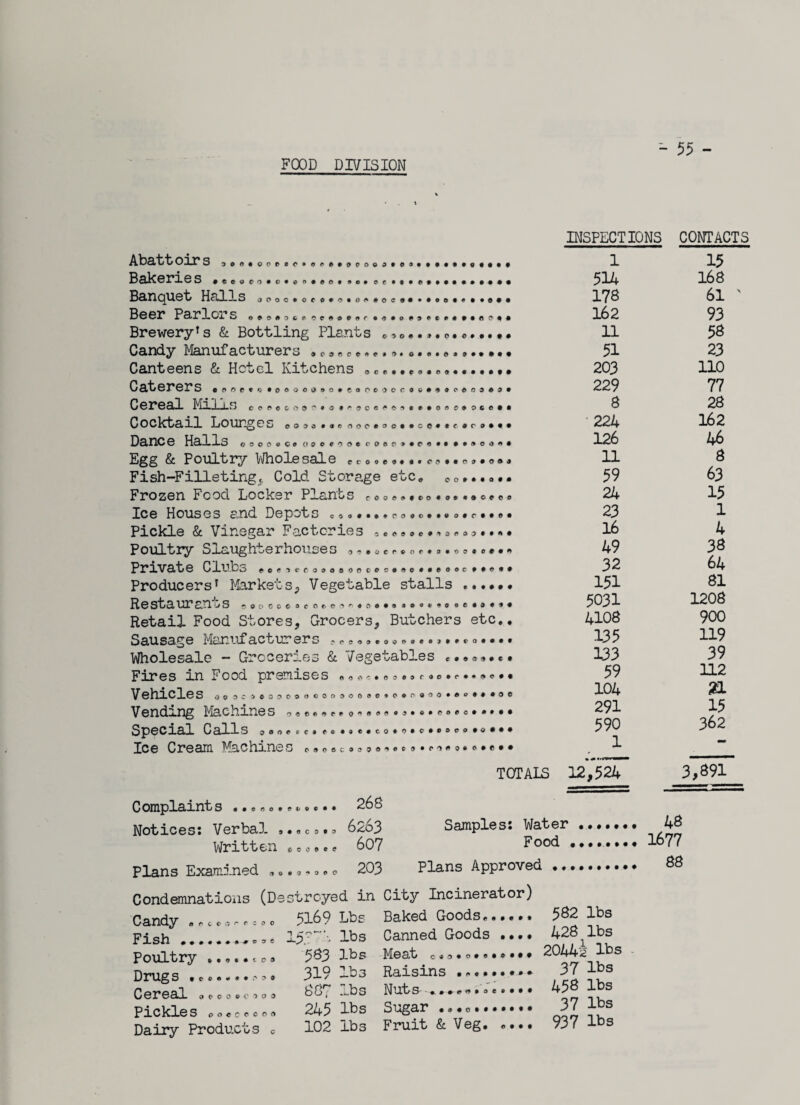 - 55 -
FOOD DIVISION
INSPECTIONS CONTACTS
Abattoirs 1 15
Bakeries 514 168
Banquet Halls 178 61
Beer Parlors 162 93
Brewery's & Bottling Plants 11 58
Candy Manufacturers 51 23
Canteens & Hotel Kitchens 203 110
Caterers 229 77
Cereal Mills 8 28
Cocktail Lounges 224 162
Dance Halls 126 46
Egg & Poultry Wholesale 11 8
Fish-Filleting, Cold Storage etc. 59 63
Frozen Food Locker Plants 24 15
Ice Houses and Depots 23 1
Pickle & Vinegar Factories 16 4
Poultry Slaughterhouses 49 38
Private Clubs 32 64
Producers' Markets, Vegetable stalls 151 81
Restaurants 5031 1208
Retail Food Stores, Grocers, Butchers etc.. 4108 900
Sausage Manufacturers 135 119
Wholesale - Groceries & Vegetables 133 39
Fires in Food premises 59 112
Vehicles 104 21
Vending Machines 291 15
Special Calls 590 362
Ice Cream Machines 1 -
TOTALS 12,524 3,891
Complaints 268
Notices: Verbal 6263 Samples: Water 48
Written 607 Food 1677
Plans Examined 203 Plans Approved 88
Condemnations (Destroyed in City Incinerator)
Candy 5169 Lbs Baked Goods 582 lbs
Fish lbs Canned Goods 428 lbs
Poultry 583 lbs Meat 2044½ lbs
Drugs 319 lbs Raisins 37 lbs
Cereal 887 lbs Nuts 458 lbs
Pickles 245 lbs Sugar 37 lbs
Dairy Products 102 lbs Fruit & Veg. 937 lbs